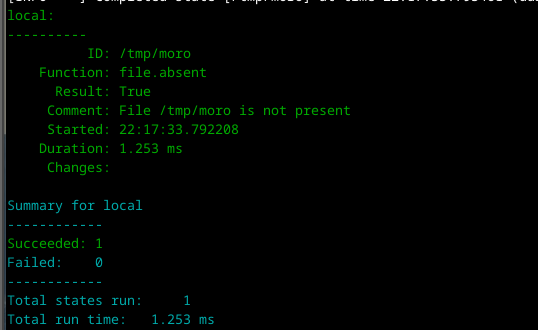 local:
----------
          ID: /tmp/moro
    Function: file.absent
      Result: True
     Comment: File /tmp/moro is not present
     Started: 22:17:33.792208
    Duration: 1.253 ms
     Changes:

Summary for local
------------
Succeeded: 1
Failed:    0
------------
Total states run:     1
Total run time:   1.253 ms